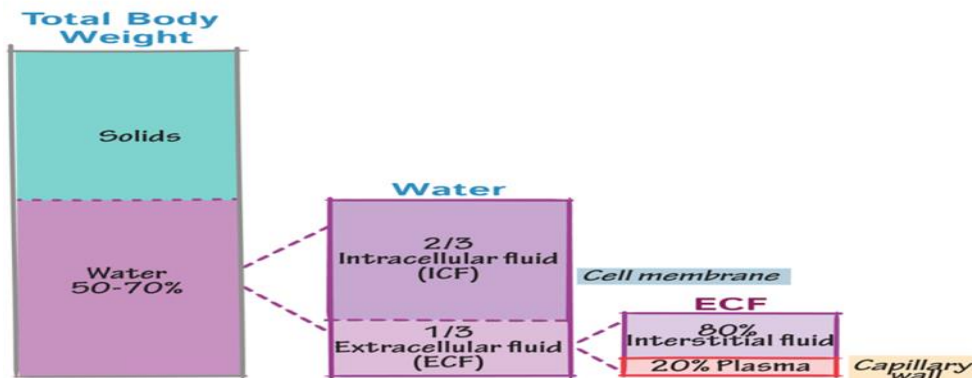 Total Body
Weight
Solids
Water
50-70%
Water
2/3
Intracellular fluid
(ICF)
Cell membrane
1/3
Extracellular fluid
(ECF)
ECF
80%
Interstitial fluid
20% Plasma
Capillary
wall